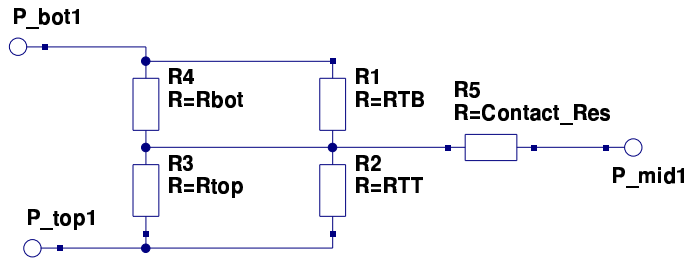 P_bot1
R4
R=Rbot
R1
R=RTB
R5
R=Contact_Res
R3
R=Rtop
R2
R=RTT
P_mid1
P_top1